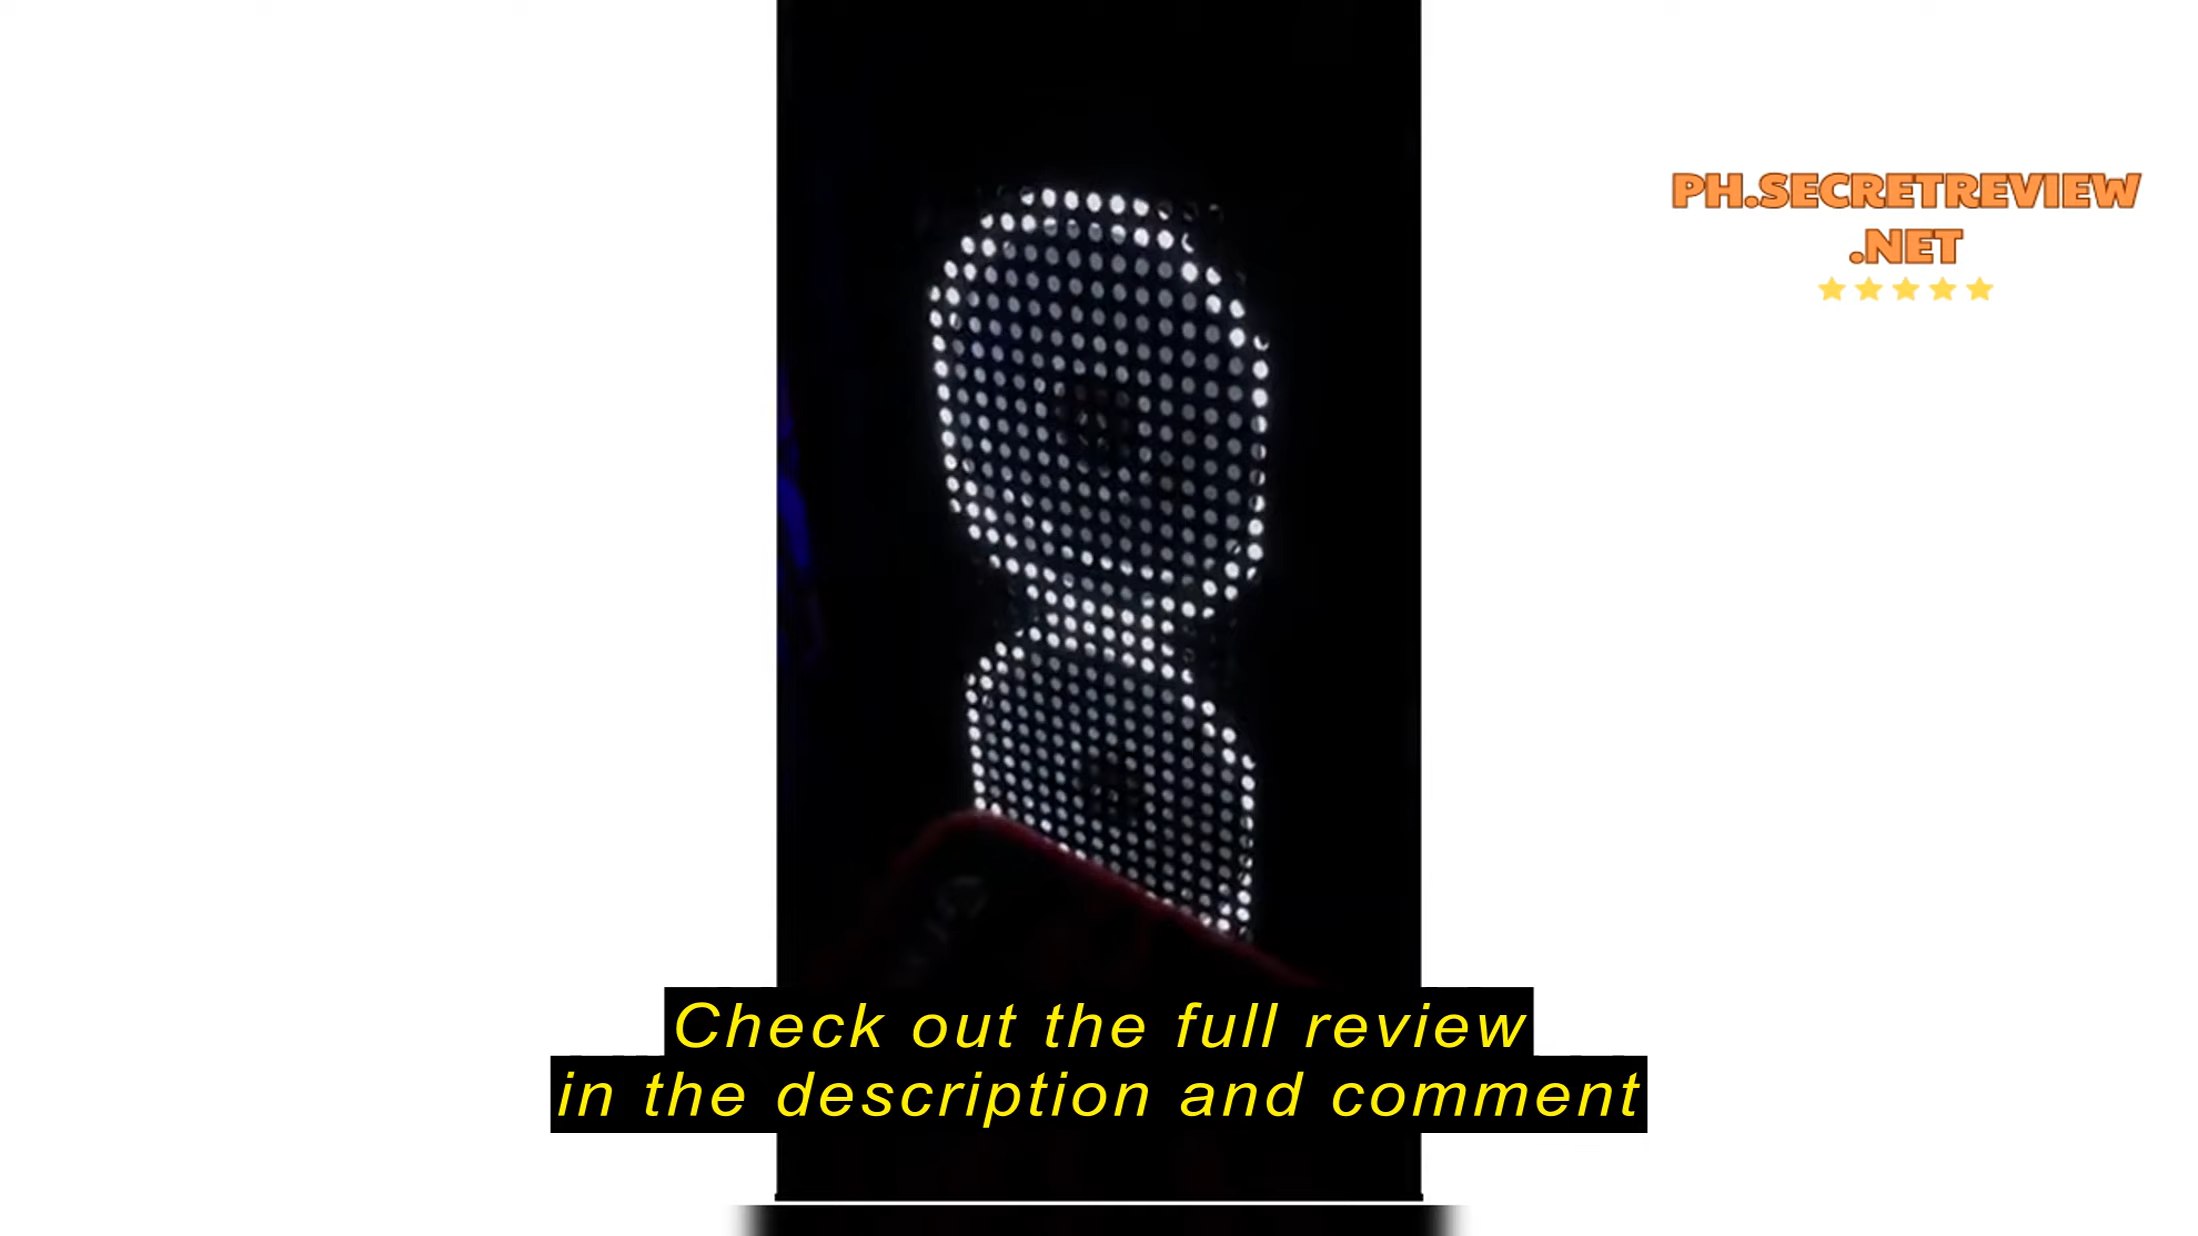 PH.SECRETREVIEW
.NET
Check out the full review
in the description and comment